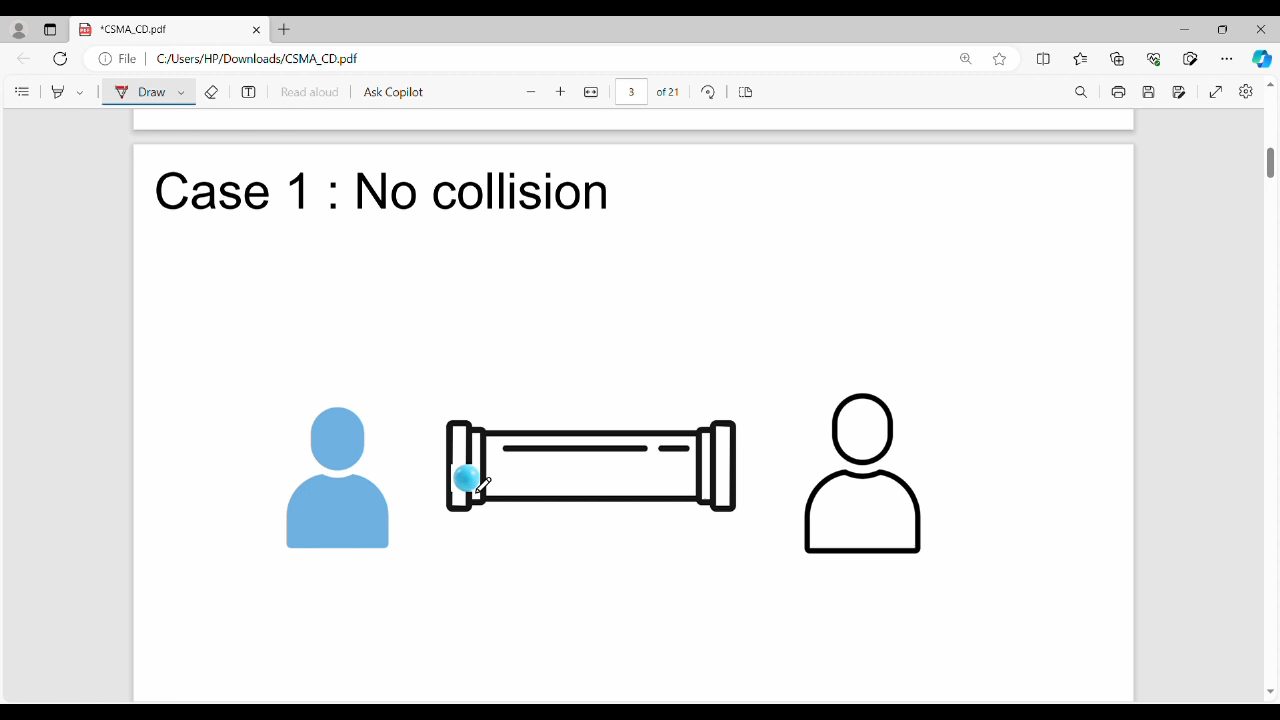 *CSMA_CD.pdf
File
C:/Users/HP/Downloads/CSMA_CD.pdf
Draw
Read aloud
Ask Copilot
3
of 21
Case 1 : No collision